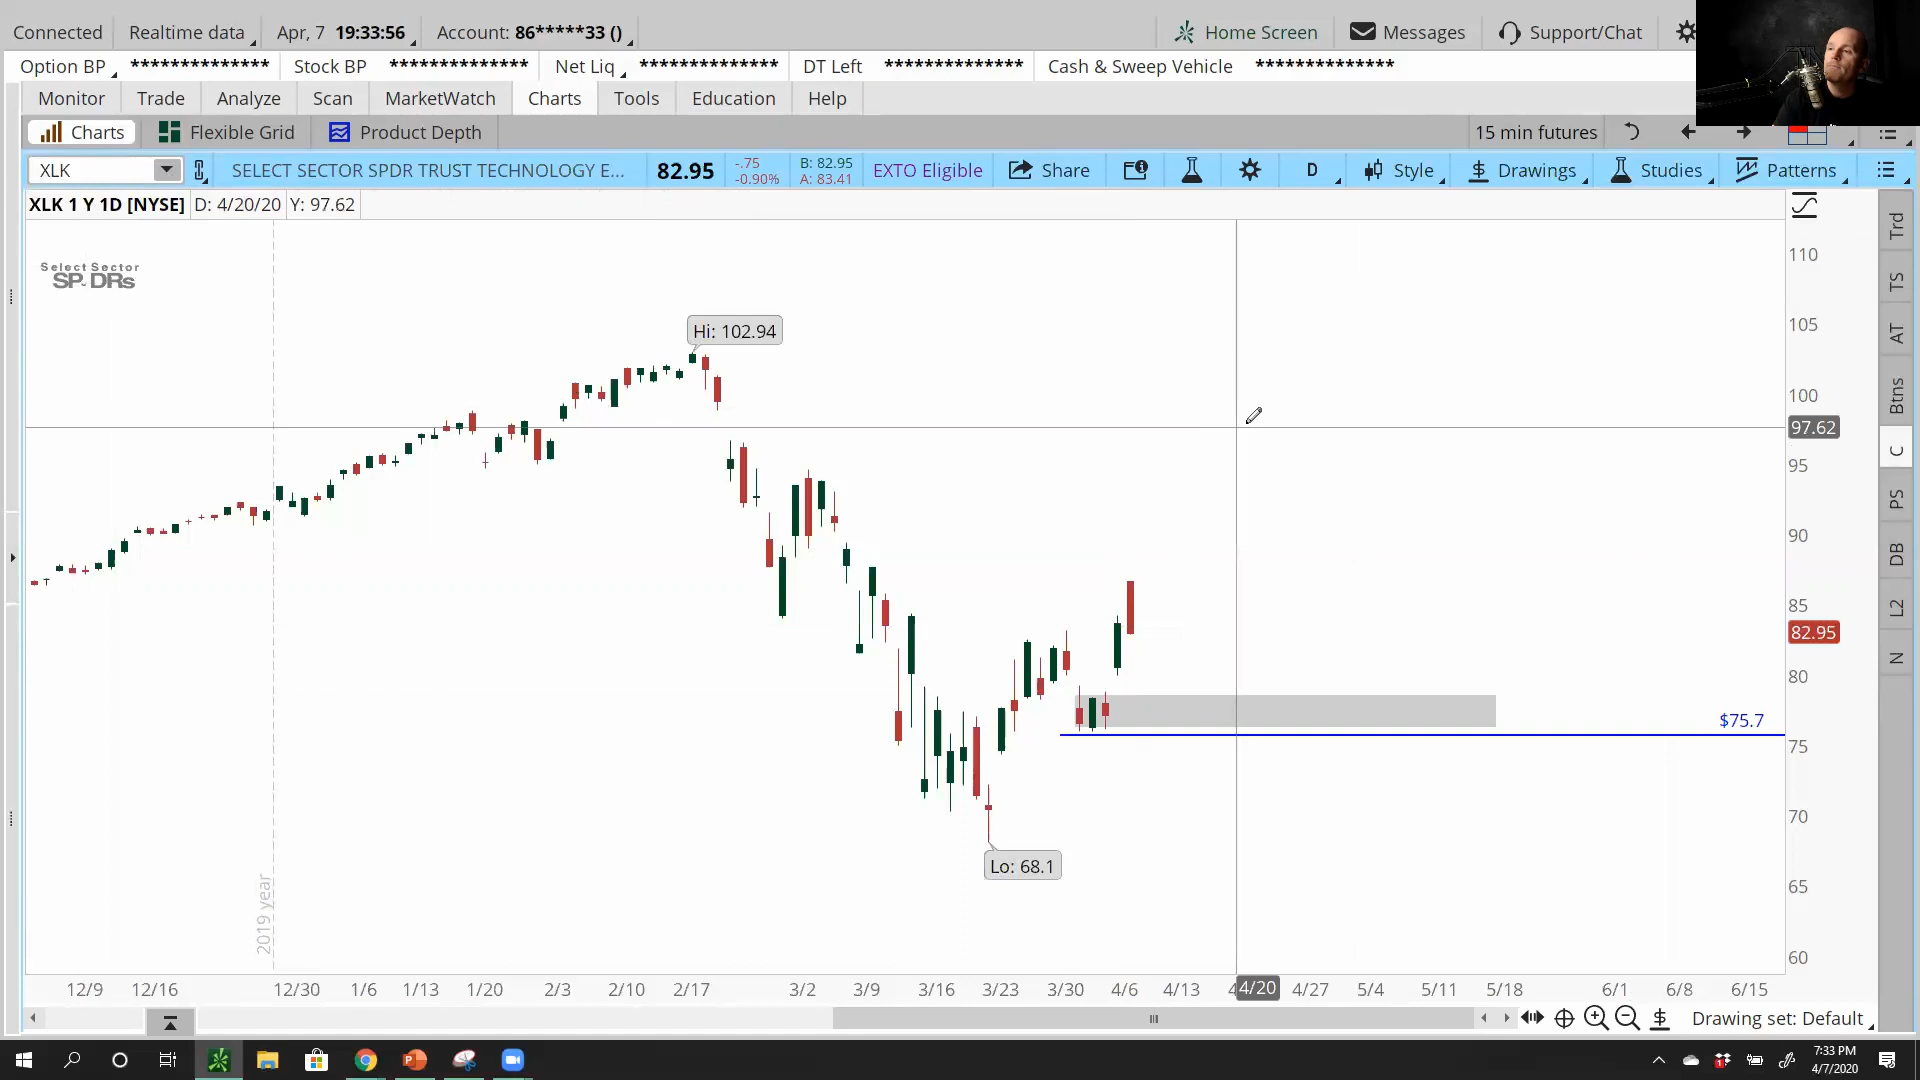 Connected Realtime data Apr, 7 19:33:56 Account: 86*****33 () Home Screen Messages Support/Chat
Option BP ************** Stock BP ************** Net Liq ************** DT Left ************** Cash & Sweep Vehicle **************
Monitor Trade Analyze Scan MarketWatch Charts Tools Education Help
Charts Flexible Grid Product Depth 15 min futures
XLK SELECT SECTOR SPDR TRUST TECHNOLOGY E... 82.95 -.75 B: 82.95 EXTO Eligible Share D Style Drawings Studies Patterns
-0.90% A: 83.41
XLK 1 Y 1D [NYSE] D: 4/20/20 Y: 97.62
Trd
TS
AT
Btns
C
PS
DB
L2
N
Select Sector
SPDRs
110
105
100
97.62
95
90
85
82.95
80
75
70
65
60
Hi: 102.94
$75.7
Lo: 68.1
2019 year
12/9 12/16 12/30 1/6 1/13 1/20 2/3 2/10 2/17 3/2 3/9 3/16 3/23 3/30 4/6 4/13 4/20 4/27 5/4 5/11 5/18 6/1 6/8 6/15
Drawing set: Default
7:33 PM
4/7/2020